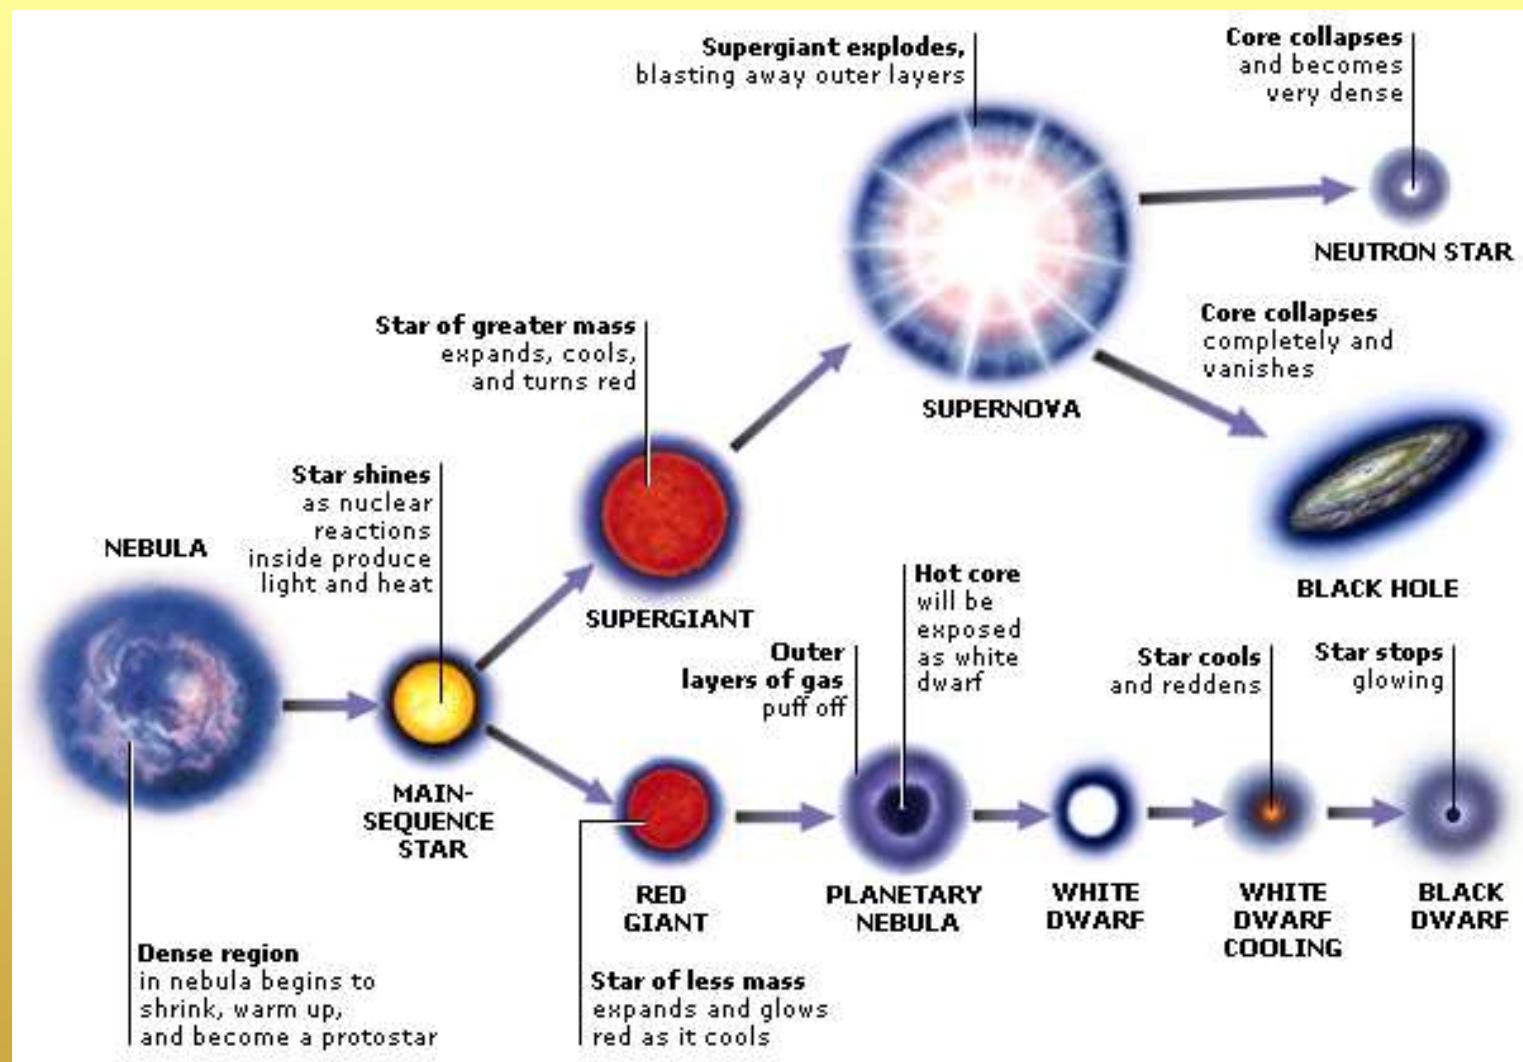 Supergiant explodes,
blasting away outer layers
Core collapses
and becomes
very dense
NEUTRON STAR
Star of greater mass
expands, cools,
and turns red
SUPERNOVA
Core collapses
completely and
vanishes
BLACK HOLE
Star shines
as nuclear
reactions
inside produce
light and heat
NEBULA
SUPERGIANT
Hot core
will be
exposed
as white
dwarf
Outer
layers of gas
puff off
Star cools
and reddens
Star stops
glowing
MAIN-
SEQUENCE
STAR
RED
GIANT
PLANETARY
NEBULA
WHITE
DWARF
WHITE
DWARF
COOLING
BLACK
DWARF
Dense region
in nebula begins to
shrink, warm up,
and become a protostar
Star of less mass
expands and glows
red as it cools